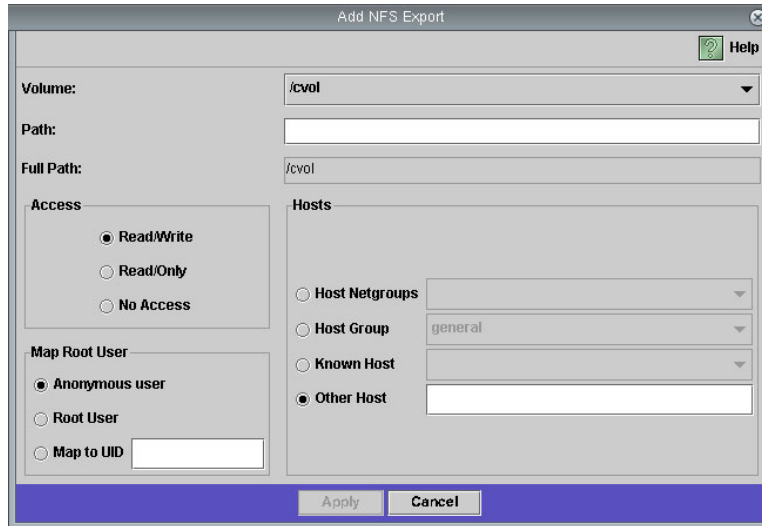 Add NFS Export
Help
Volume:
/cvol
Path:
Full Path:
/cvol
Access
Read/Write
Read/Only
No Access
Map Root User
Anonymous user
Root User
Map to UID
Hosts
Host Netgroups
Host Group
general
Known Host
Other Host
Apply
Cancel